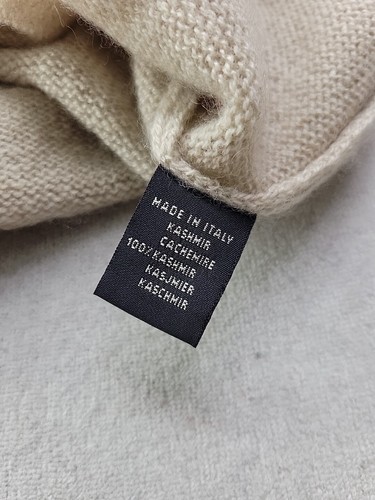 MADE IN ITALY
KASHMIR
CACHEMIRE
100% KASHMIR
KASJMIER
KASCHMIR